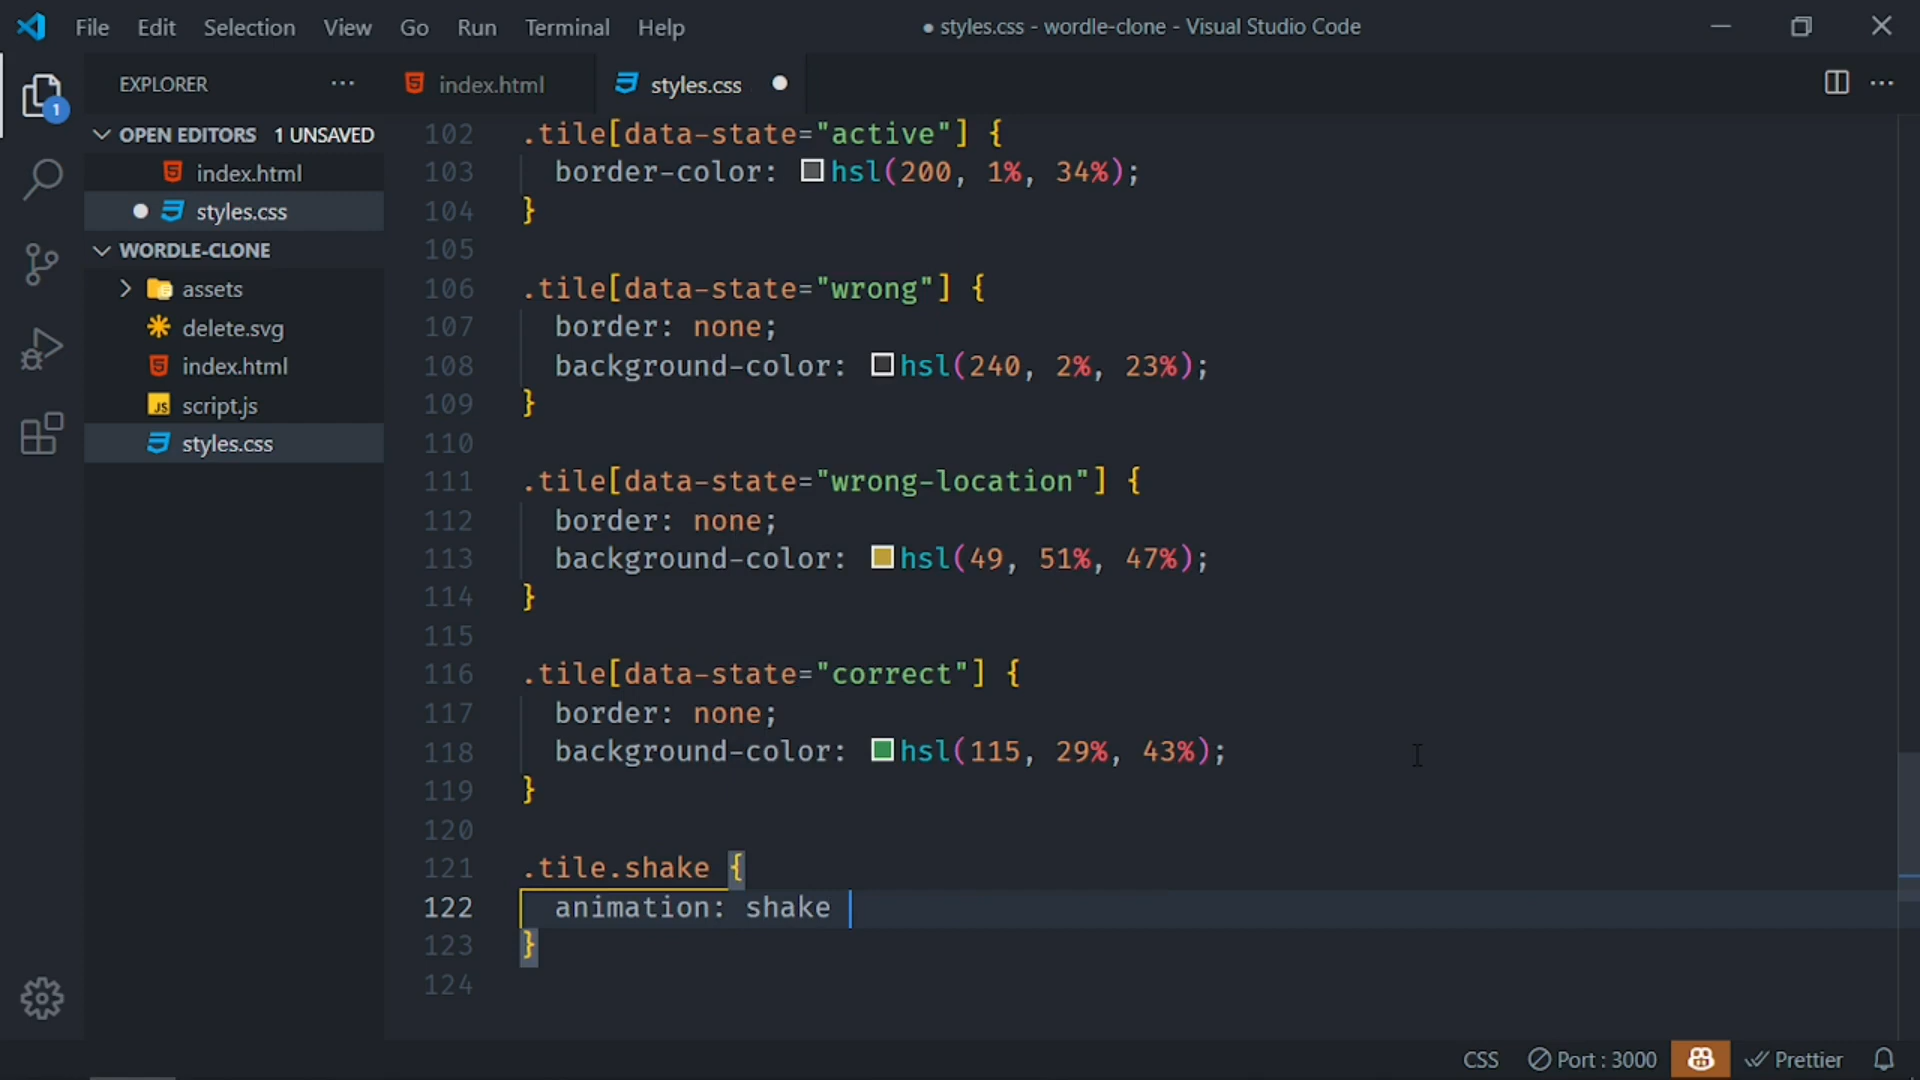 File Edit Selection View Go Run Terminal Help
● styles.css - wordle-clone - Visual Studio Code
EXPLORER
index.html
styles.css
1
OPEN EDITORS 1 UNSAVED
index.html
styles.css
WORDLE-CLONE
assets
delete.svg
index.html
JS script.js
styles.css
102 .tile[data-state="active"] {
103 border-color: hsl(200, 1%, 34%);
104 }
105
106 .tile[data-state="wrong"] {
107 border: none;
108 background-color: hsl(240, 2%, 23%);
109 }
110
111 .tile[data-state="wrong-location"] {
112 border: none;
113 background-color: hsl(49, 51%, 47%);
114 }
115
116 .tile[data-state="correct"] {
117 border: none;
118 background-color: hsl(115, 29%, 43%);
119 }
120
121 .tile.shake {
122 animation: shake
123 }
124
CSS Port : 3000 Prettier